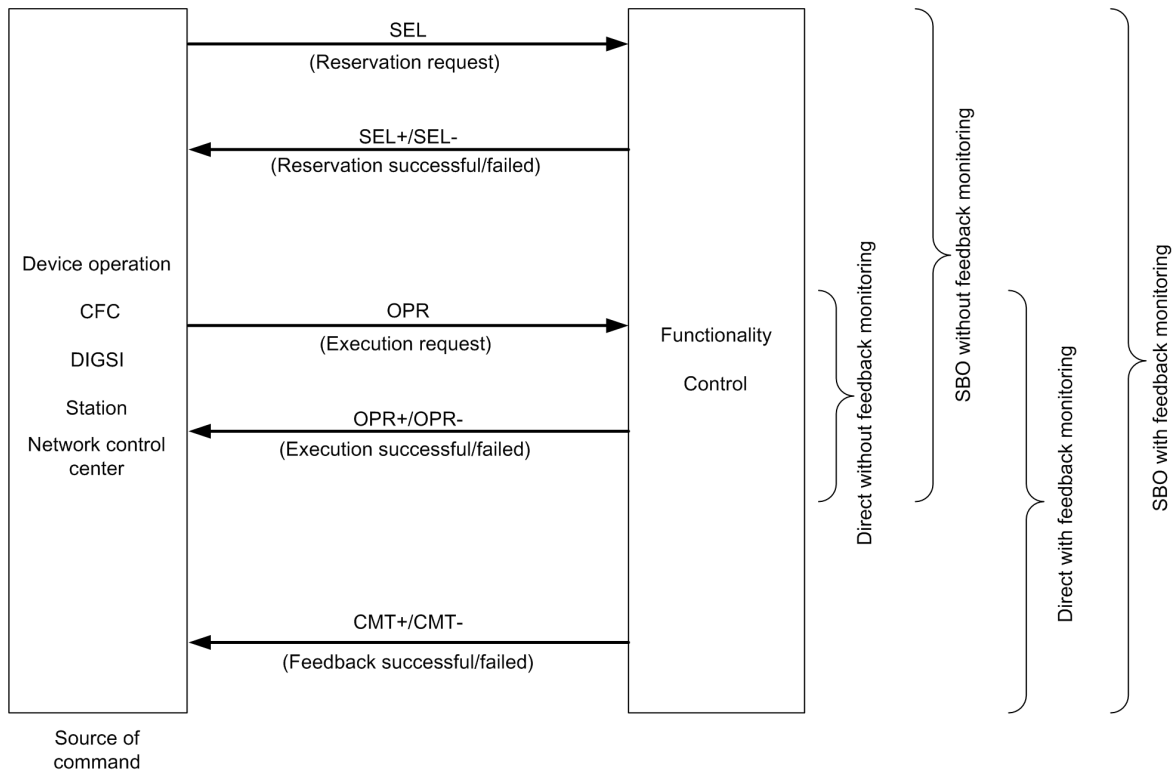 SEL
(Reservation request)
SEL+/SEL-
(Reservation successful/failed)
Device operation
CFC
DIGSI
Station
Network control
center
OPR
(Execution request)
OPR+/OPR-
(Execution successful/failed)
CMT+/CMT-
(Feedback successful/failed)
Source of
command
Functionality
Control
Direct without feedback monitoring
SBO without feedback monitoring
Direct with feedback monitoring
SBO with feedback monitoring